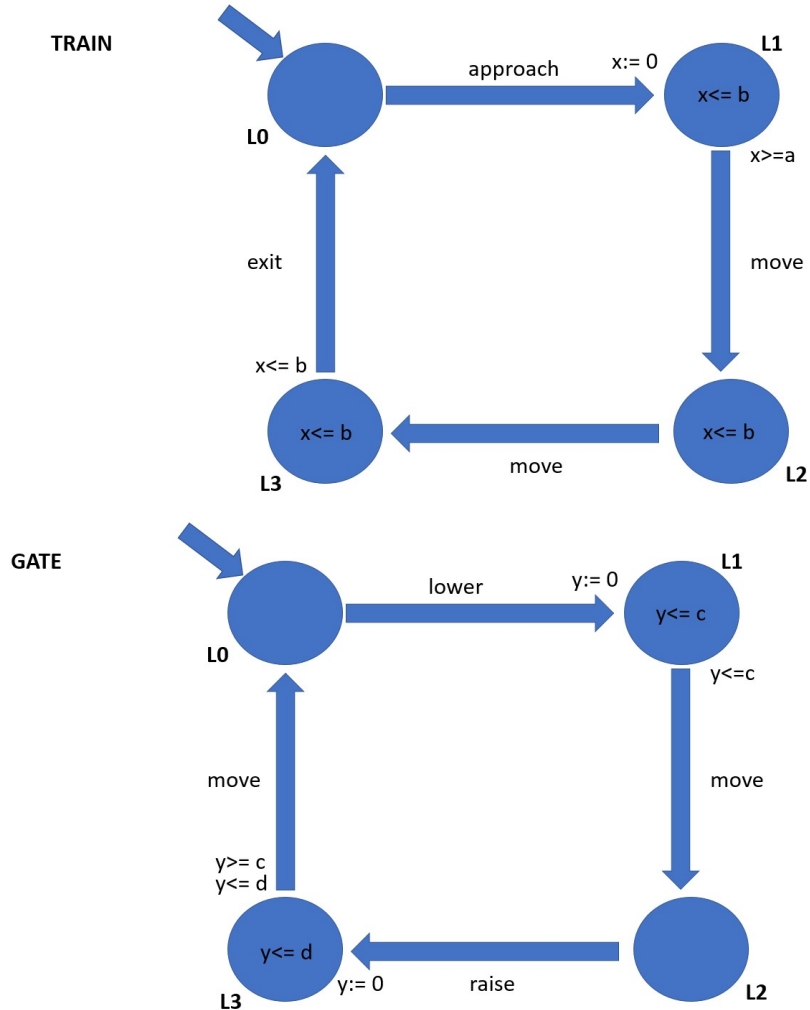 TRAIN
L1
approach
x:= 0
x<= b
L0
x>=a
exit
move
x<= b
x<= b
x<= b
move
L3
L2
GATE
L1
lower
y:= 0
y<= c
L0
y<=c
move
move
y>= c
y<= d
y<= d
y:= 0
raise
L3
L2